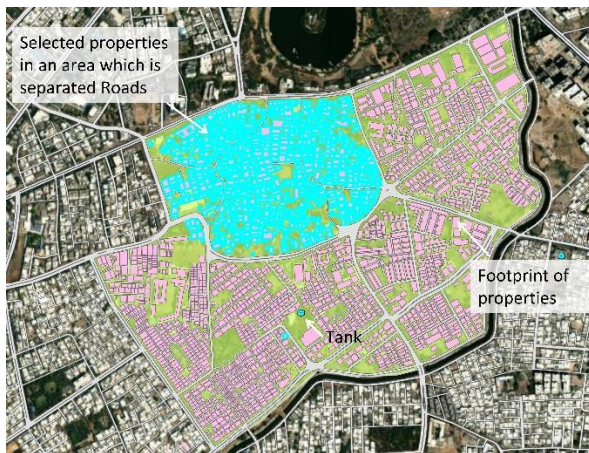 Selected properties
in an area which is
separated Roads
Footprint of
properties
Tank